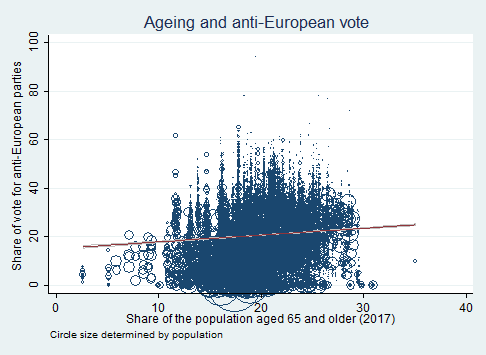 Ageing and anti-European vote
Share of vote for anti-European parties
100
80
60
40
20
0
0
10
20
30
40
Share of the population aged 65 and older (2017)
Circle size determined by population